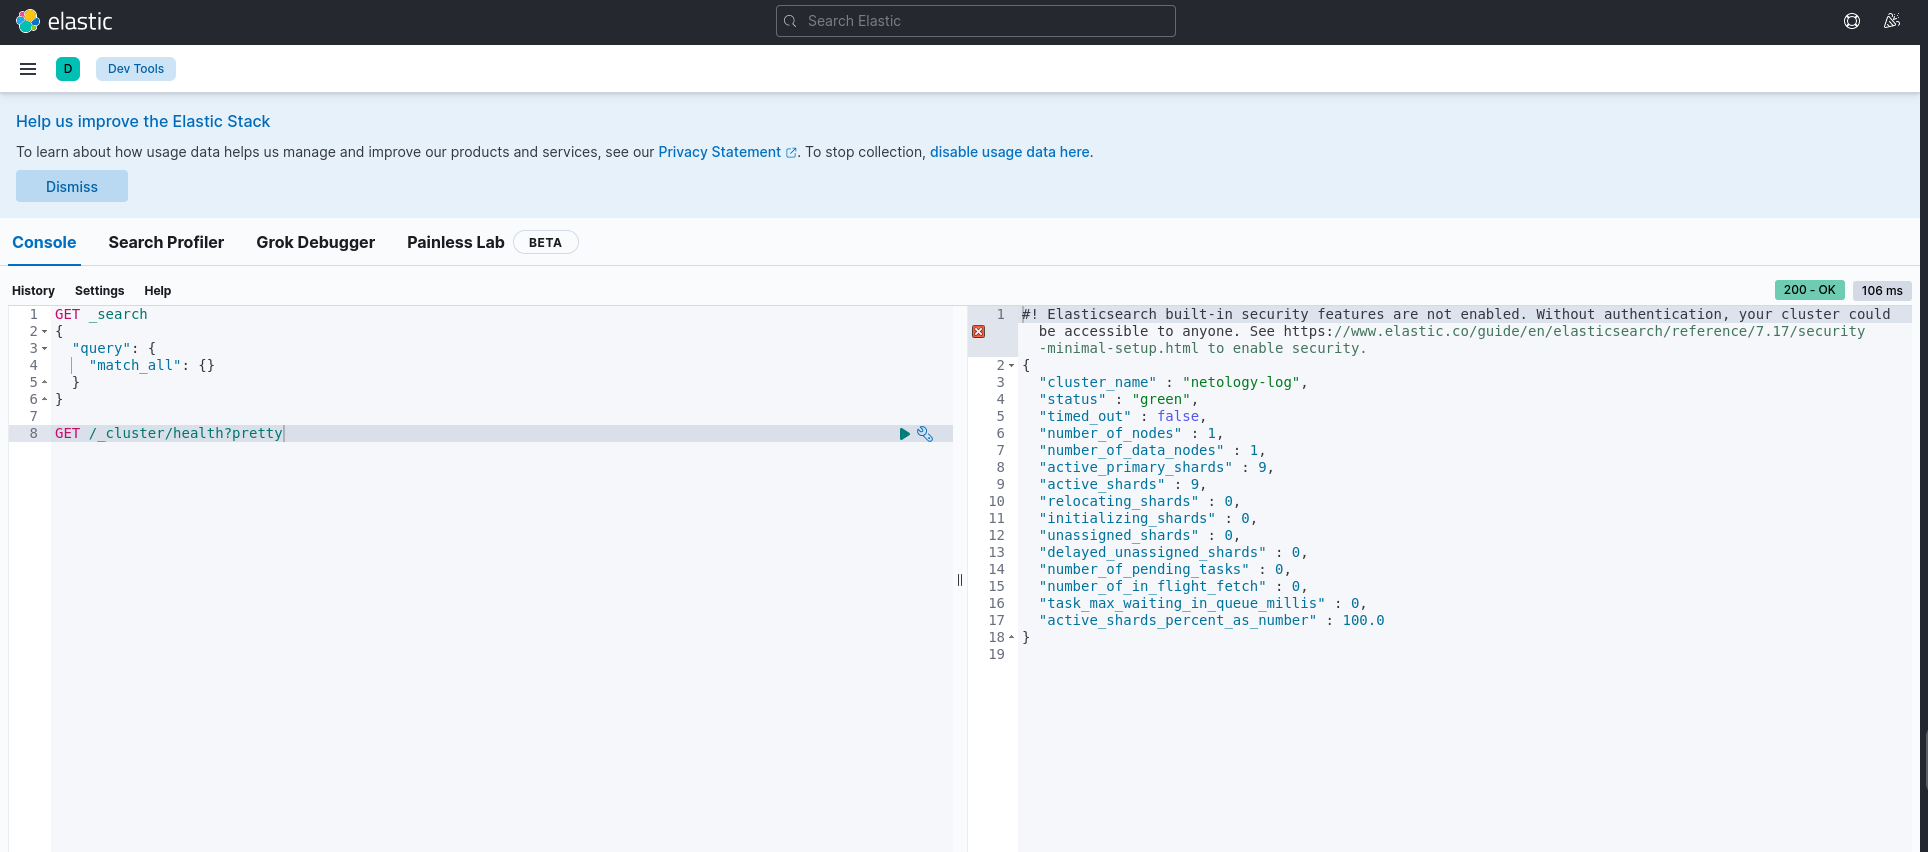 elastic
Search Elastic
D
Dev Tools
Help us improve the Elastic Stack
To learn about how usage data helps us manage and improve our products and services, see our Privacy Statement. To stop collection, disable usage data here.
Dismiss
Console Search Profiler Grok Debugger Painless Lab BETA
History Settings Help
200 - OK 106 ms
1 GET _search
2 {
3 "query": {
4 "match_all": {}
5 }
6 }
7
8 GET /_cluster/health?pretty
1 #! Elasticsearch built-in security features are not enabled. Without authentication, your cluster could
be accessible to anyone. See https://www.elastic.co/guide/en/elasticsearch/reference/7.17/security
-minimal-setup.html to enable security.
2 {
3 "cluster_name" : "netology-log",
4 "status" : "green",
5 "timed_out" : false,
6 "number_of_nodes" : 1,
7 "number_of_data_nodes" : 1,
8 "active_primary_shards" : 9,
9 "active_shards" : 9,
10 "relocating_shards" : 0,
11 "initializing_shards" : 0,
12 "unassigned_shards" : 0,
13 "delayed_unassigned_shards" : 0,
14 "number_of_pending_tasks" : 0,
15 "number_of_in_flight_fetch" : 0,
16 "task_max_waiting_in_queue_millis" : 0,
17 "active_shards_percent_as_number" : 100.0
18 }
19